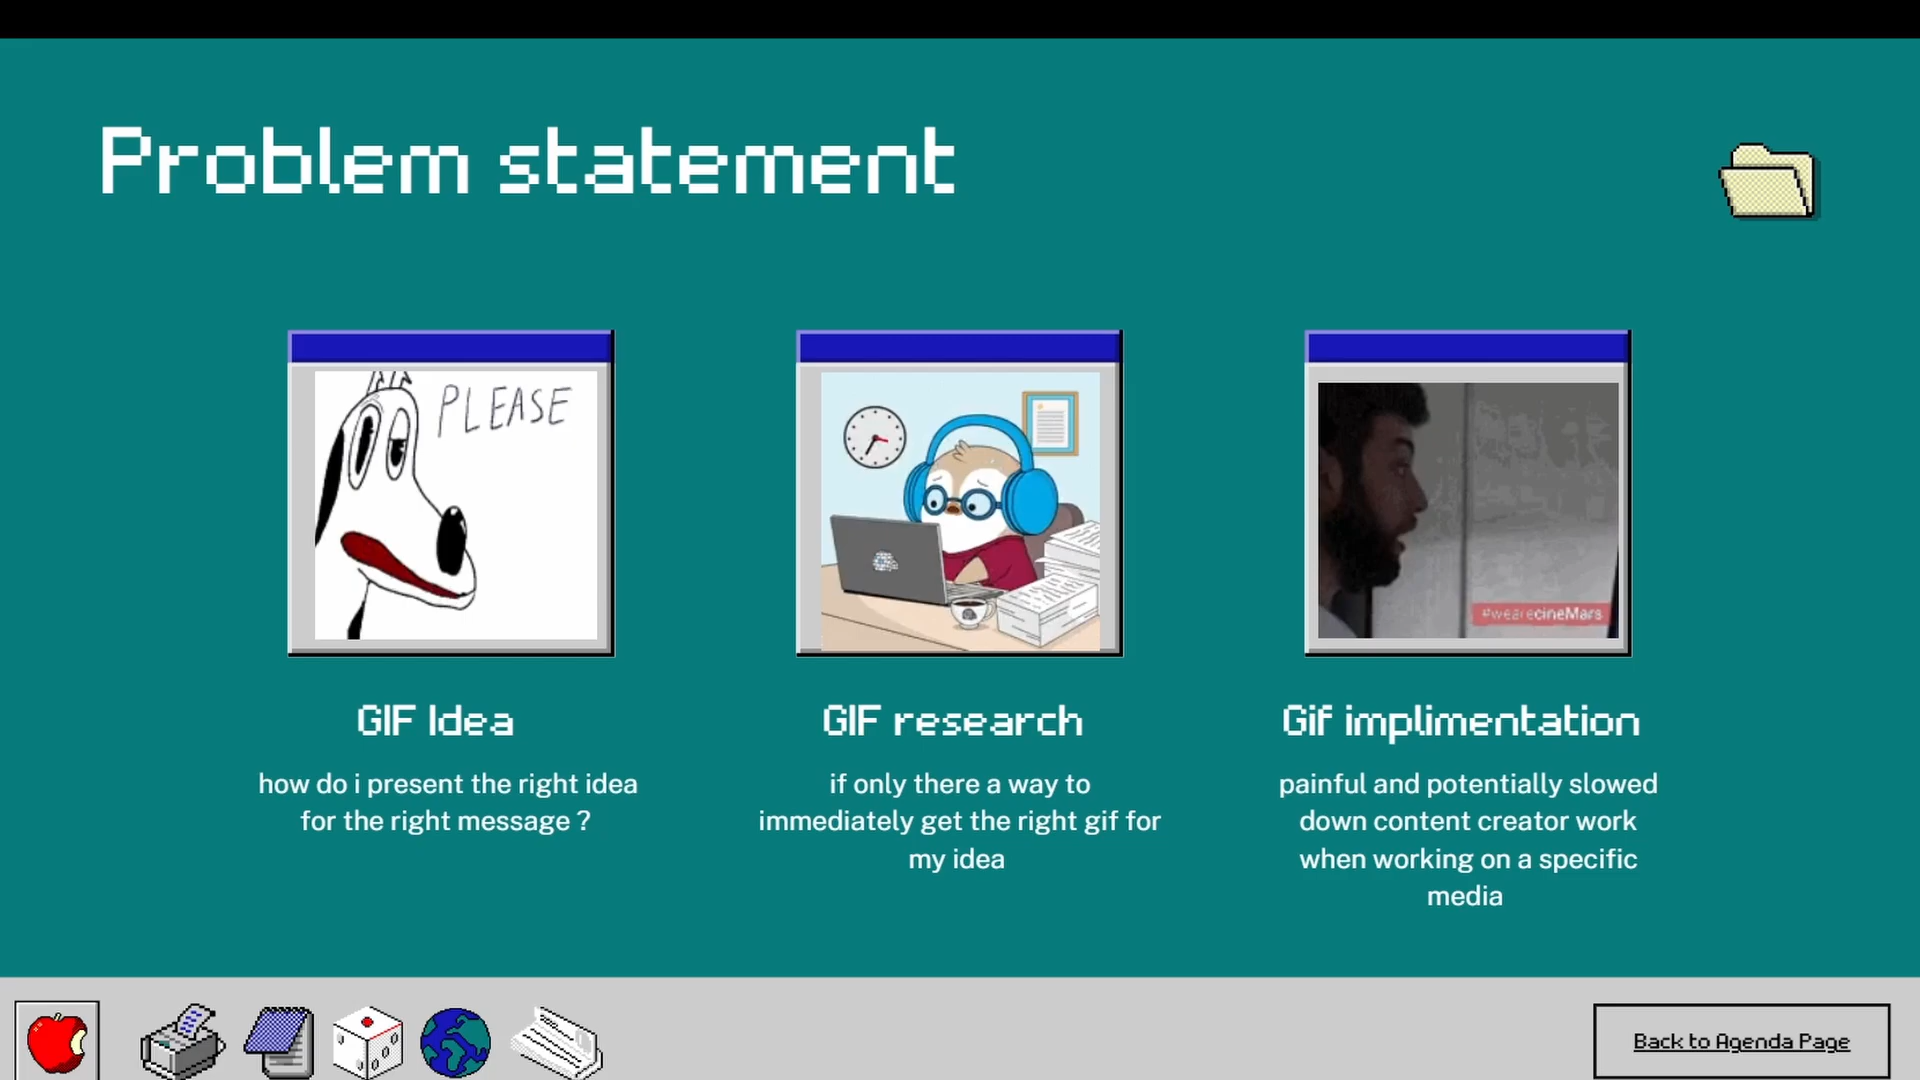 Problem statement
PLEASE
#wearecineMars
GIF Idea
how do i present the right idea
for the right message ?
GIF research
if only there a way to
immediately get the right gif for
my idea
Gif implimentation
painful and potentially slowed
down content creator work
when working on a specific
media
Back to Agenda Page